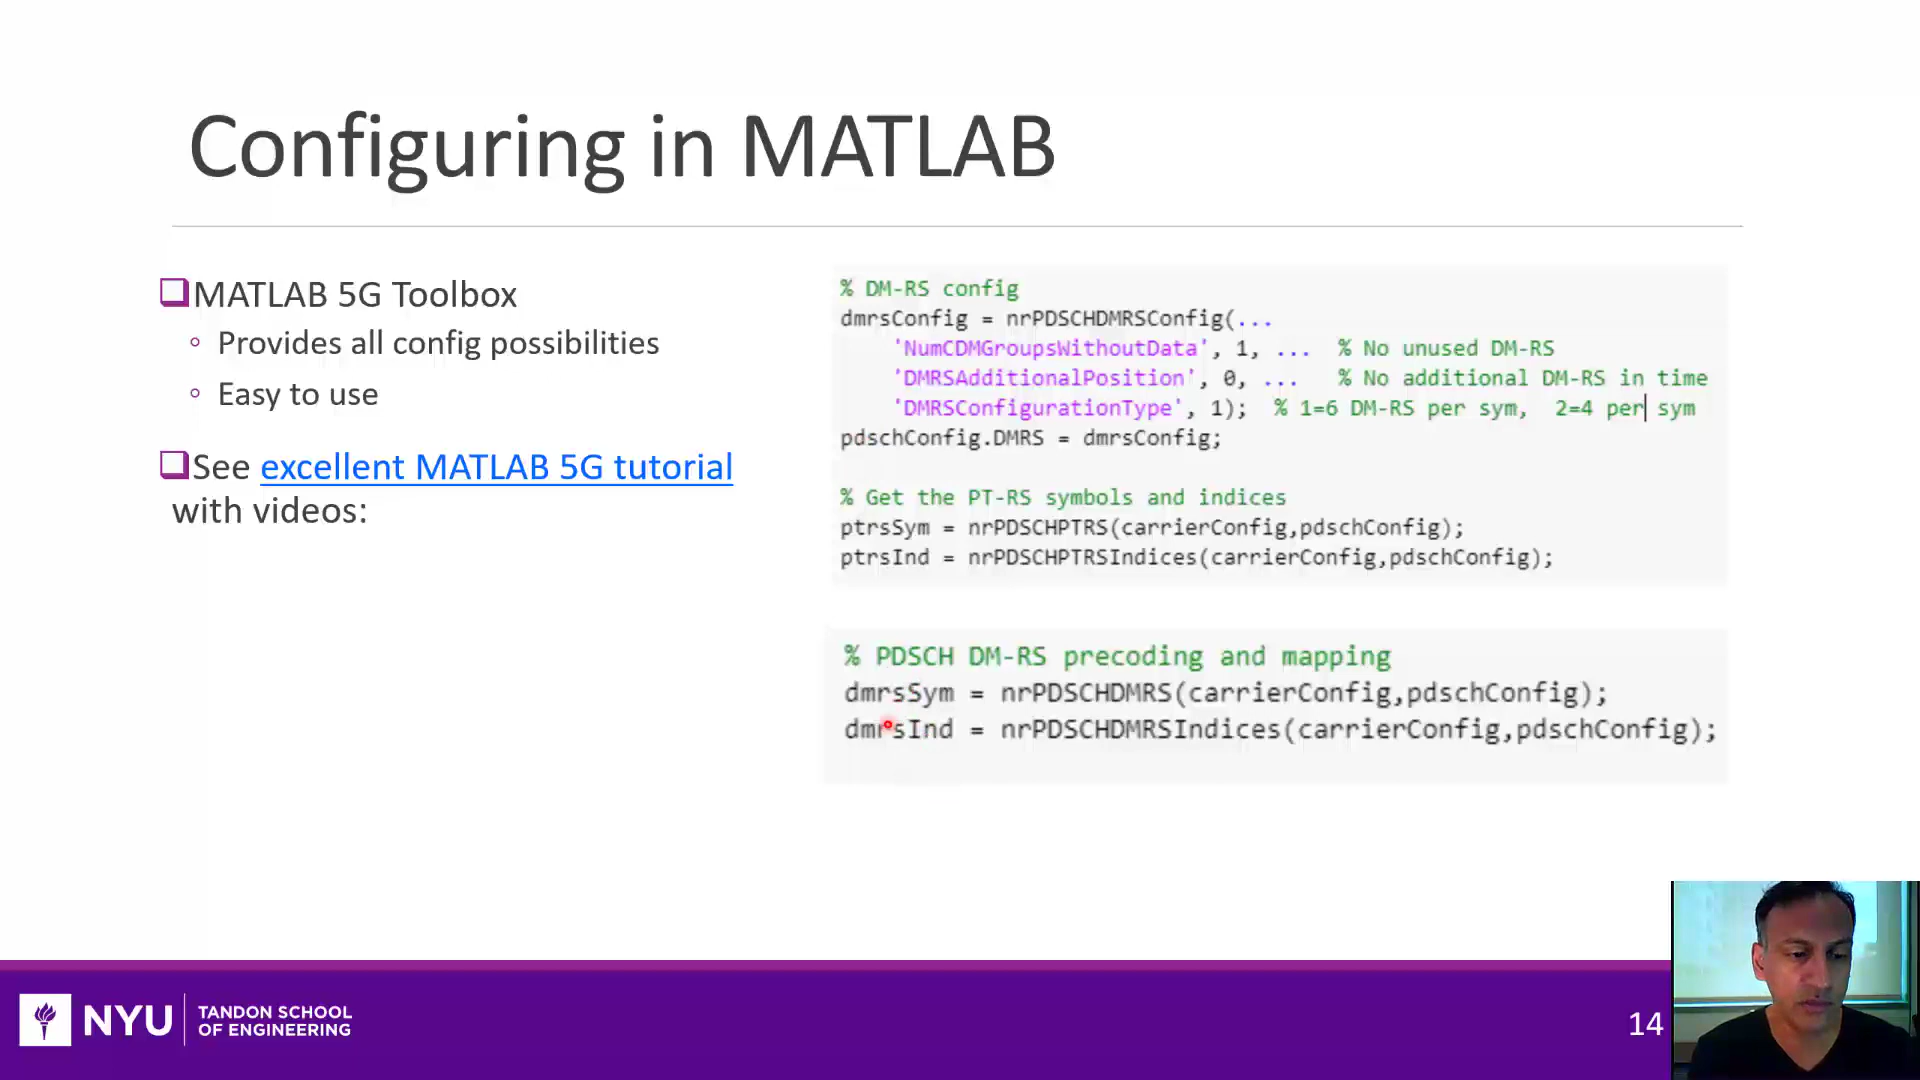 Configuring in MATLAB
❑MATLAB 5G Toolbox
◦ Provides all config possibilities
◦ Easy to use
❑See excellent MATLAB 5G tutorial
with videos:
% DM-RS config
dmrsConfig = nrPDSCHDMRSConfig(...
'NumCDMGroupsWithoutData', 1, ... % No unused DM-RS
'DMRSAdditionalPosition', 0, ... % No additional DM-RS in time
'DMRSConfigurationType', 1); % 1=6 DM-RS per sym, 2=4 per sym
pdschConfig.DMRS = dmrsConfig;
% Get the PT-RS symbols and indices
ptrsSym = nrPDSCHPTRS(carrierConfig,pdschConfig);
ptrsInd = nrPDSCHPTRSIndices(carrierConfig,pdschConfig);
% PDSCH DM-RS precoding and mapping
dmrsSym = nrPDSCHDMRS(carrierConfig,pdschConfig);
dmrsInd = nrPDSCHDMRSIndices(carrierConfig,pdschConfig);
NYU
TANDON SCHOOL
OF ENGINEERING
14